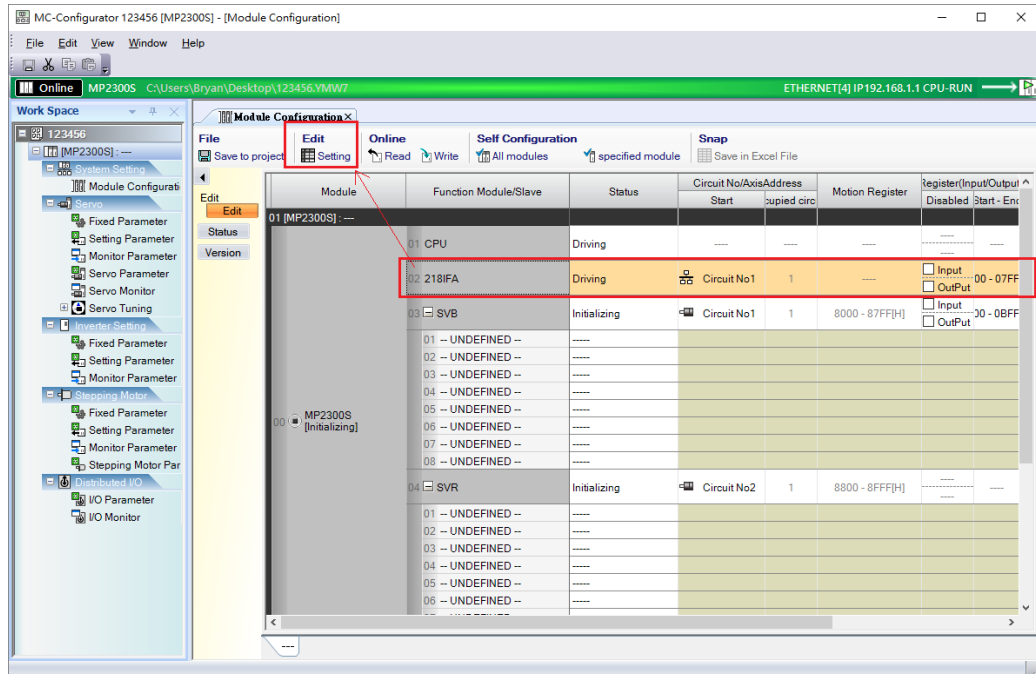 MC-Configurator 123456 [MP2300S] - [Module Configuration]
File Edit View Window Help
Online MP2300S C:\Users\Bryan\Desktop\123456.YMW7 ETHERNET[4] IP192.168.1.1 CPU-RUN
Work Space
123456
[MP2300S] : ---
System Setting
Module Configurati
Servo
Fixed Parameter
Setting Parameter
Monitor Parameter
Servo Parameter
Servo Monitor
Servo Tuning
Inverter Setting
Fixed Parameter
Setting Parameter
Monitor Parameter
Stepping Motor
Fixed Parameter
Setting Parameter
Monitor Parameter
Stepping Motor Par
Distributed I/O
I/O Parameter
I/O Monitor
Module Configuration
File Edit Online Self Configuration Snap
Save to project Setting Read Write All modules specified module Save in Excel File
Edit
Edit
Status
Version
Module Function Module/Slave Status Circuit No/AxisAddress Motion Register Register(Input/Output
Start cupied circ Disabled Start - End
01 [MP2300S] : ---
01 CPU Driving ---- ---- ---- ---- ----
02 218IFA Driving Circuit No1 1 ---- Input OutPut 00 - 07FF
03 SVB Initializing Circuit No1 1 8000 - 87FF[H] Input OutPut 00 - 0BFF
01 -- UNDEFINED -- -----
02 -- UNDEFINED -- -----
03 -- UNDEFINED -- -----
04 -- UNDEFINED -- -----
00 MP2300S [Initializing]
05 -- UNDEFINED -- -----
06 -- UNDEFINED -- -----
07 -- UNDEFINED -- -----
08 -- UNDEFINED -- -----
04 SVR Initializing Circuit No2 1 8800 - 8FFF[H] ---- ---- ----
01 -- UNDEFINED -- -----
02 -- UNDEFINED -- -----
03 -- UNDEFINED -- -----
04 -- UNDEFINED -- -----
05 -- UNDEFINED -- -----
06 -- UNDEFINED -- -----
---